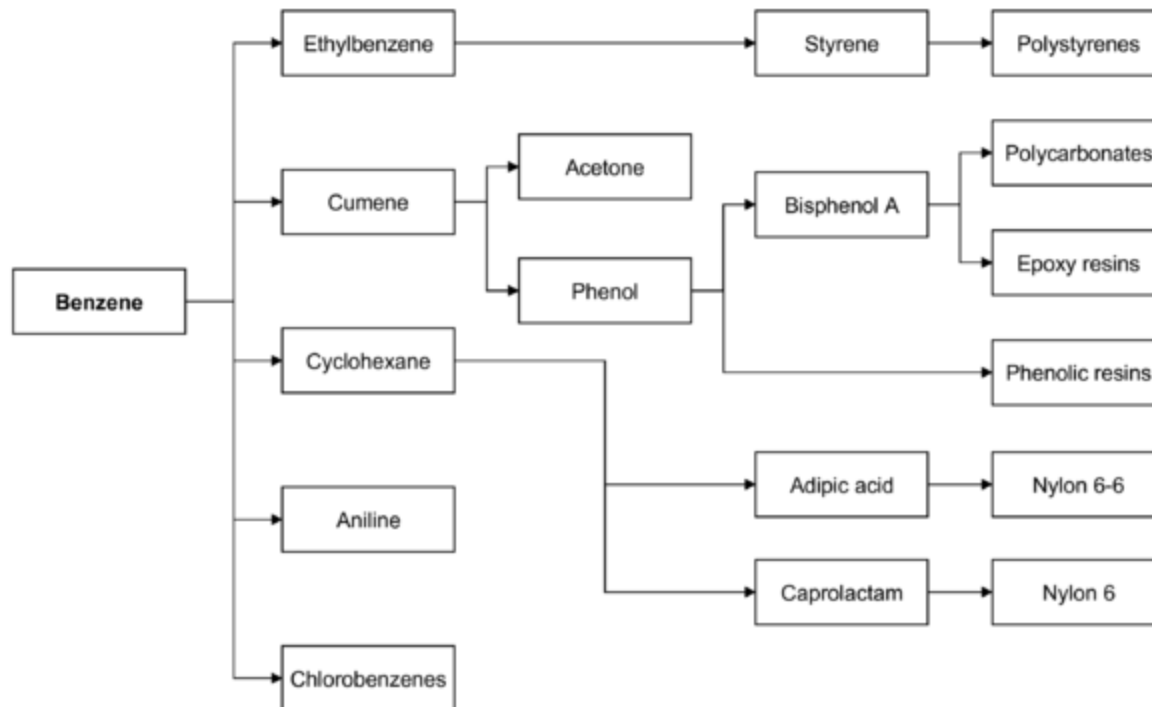 Ethylbenzene
Styrene
Polystyrenes
Polycarbonates
Acetone
Cumene
Bisphenol A
Epoxy resins
Phenol
Benzene
Cyclohexane
Phenolic resins
Adipic acid
Nylon 6-6
Aniline
Caprolactam
Nylon 6
Chlorobenzenes